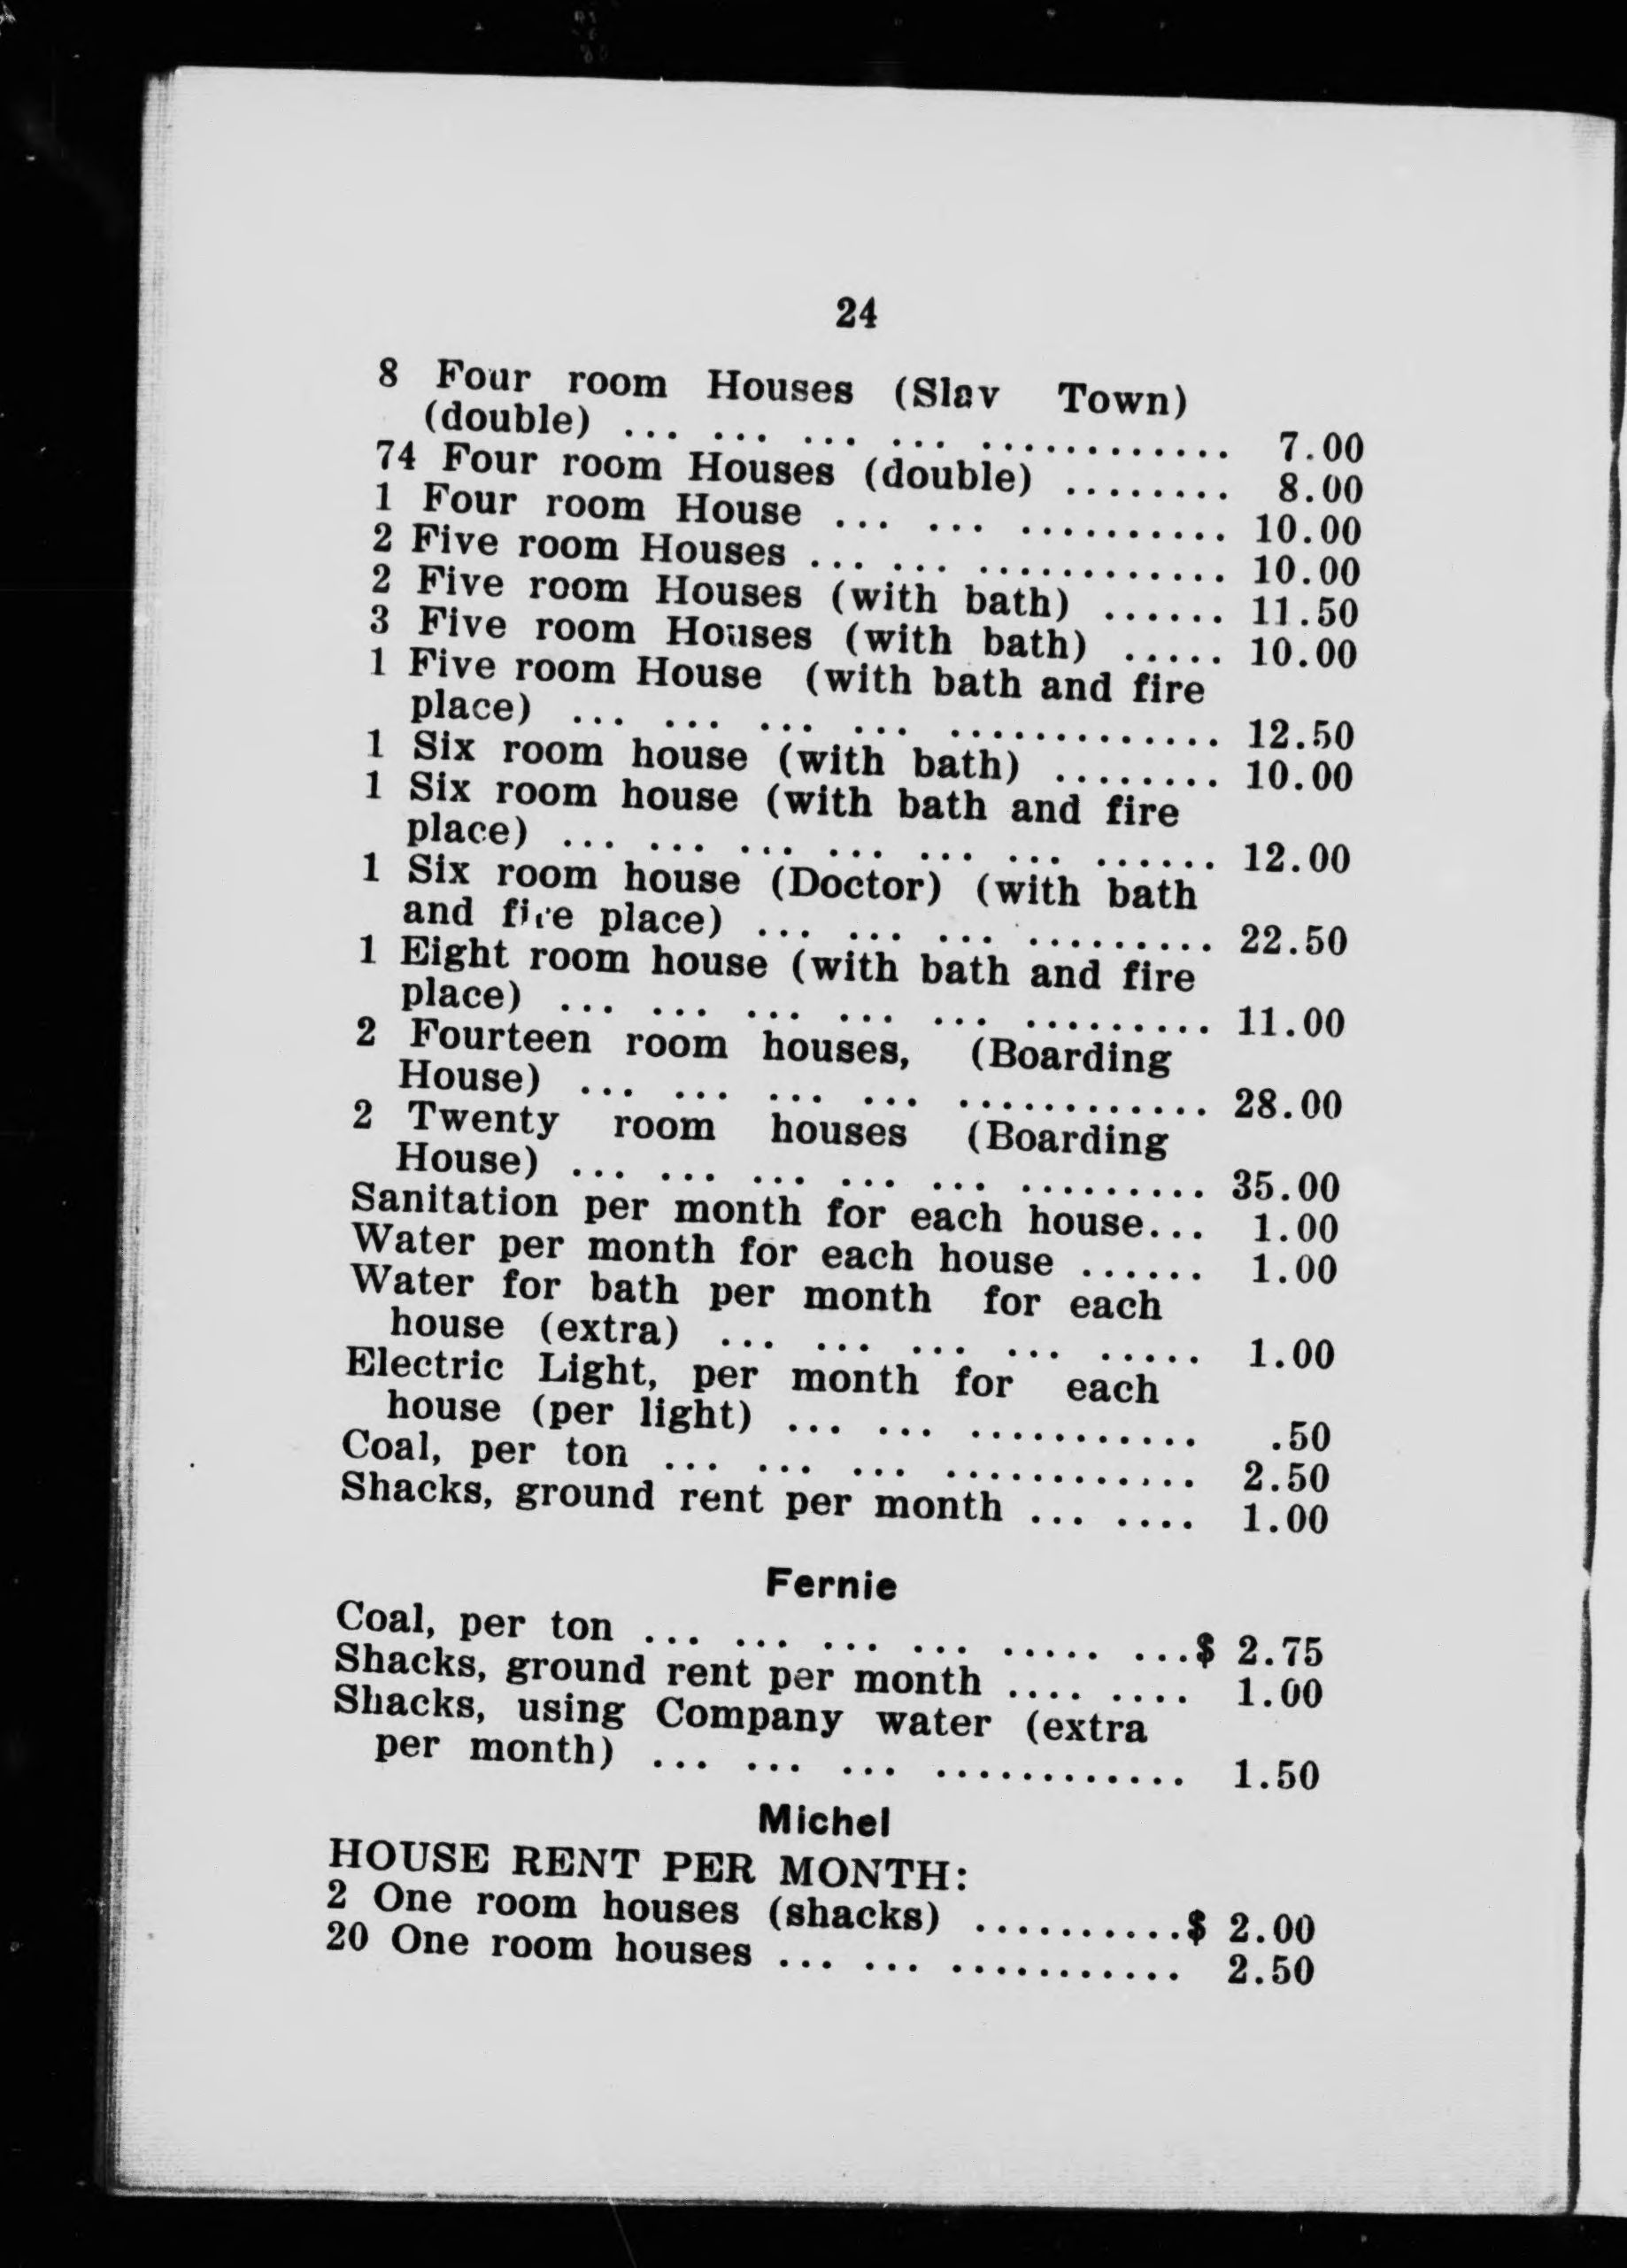 24
8 Four room Houses (Slav Town)
(double) ... ... ... ... ............ 7.00
74 Four room Houses (double) ........ 8.00
1 Four room House ... ... .......... 10.00
2 Five room Houses ... ... ............ 10.00
2 Five room Houses (with bath) ...... 11.50
3 Five room Houses (with bath) ..... 10.00
1 Five room House (with bath and fire
place) ... ... ... ... ............. 12.50
1 Six room house (with bath) ........ 10.00
1 Six room house (with bath and fire
place) ... ... ... ... ... ... ...... 12.00
1 Six room house (Doctor) (with bath
and fire place) ... ... ... ......... 22.50
1 Eight room house (with bath and fire
place) ... ... ... ... ... ......... 11.00
2 Fourteen room houses, (Boarding
House) ... ... ... ... ............ 28.00
2 Twenty room houses (Boarding
House) ... ... ... ... ... ......... 35.00
Sanitation per month for each house... 1.00
Water per month for each house ...... 1.00
Water for bath per month for each
house (extra) ... ... ... ... ..... 1.00
Electric Light, per month for each
house (per light) ... ... ........... .50
Coal, per ton ... ... ... ............ 2.50
Shacks, ground rent per month ... .... 1.00
Fernie
Coal, per ton ... ... ... ... ..... ...$ 2.75
Shacks, ground rent per month .... .... 1.00
Shacks, using Company water (extra
per month) ... ... ... ............ 1.50
Michel
HOUSE RENT PER MONTH:
2 One room houses (shacks) ..........$ 2.00
20 One room houses ... ... ........... 2.50